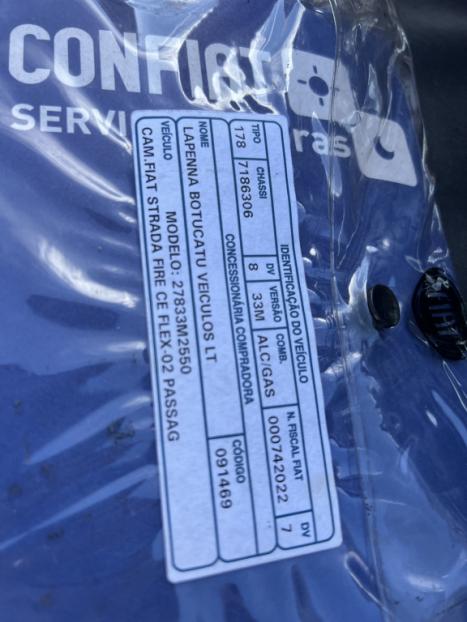 CONFIAT
SERVI
ras
IDENTIFICAÇÃO DO VEÍCULO
TIPO CHASSI DV VERSÃO COMB. N. FISCAL FIAT DV
178 7186306 8 33M ALC/GAS 000742022 7
CONCESSIONÁRIA COMPRADORA
NOME CÓDIGO
LAPENNA BOTUCATU VEICULOS LT 091469
VEÍCULO MODELO: 27833M2550
CAM.FIAT STRADA FIRE CE FLEX-02 PASSAG
FIAT